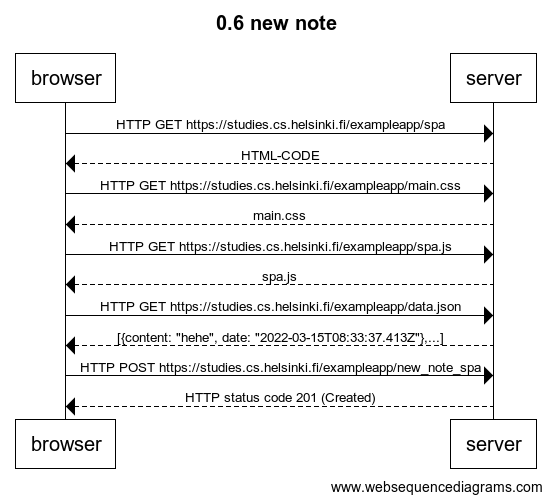 0.6 new note
browser server
HTTP GET https://studies.cs.helsinki.fi/exampleapp/spa
HTML-CODE
HTTP GET https://studies.cs.helsinki.fi/exampleapp/main.css
main.css
HTTP GET https://studies.cs.helsinki.fi/exampleapp/spa.js
spa.js
HTTP GET https://studies.cs.helsinki.fi/exampleapp/data.json
[{content: "hehe", date: "2022-03-15T08:33:37.413Z"},...]
HTTP POST https://studies.cs.helsinki.fi/exampleapp/new_note_spa
HTTP status code 201 (Created)
browser server
www.websequencediagrams.com